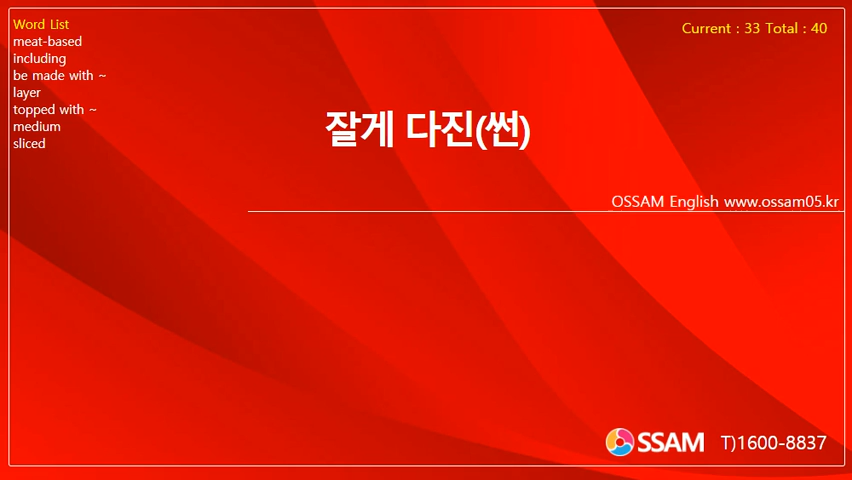 Word List
meat-based
including
be made with ~
layer
topped with ~
medium
sliced
Current : 33 Total : 40
잘게 다진(썬)
OSSAM English www.ossam05.kr
OSSAM T)1600-8837